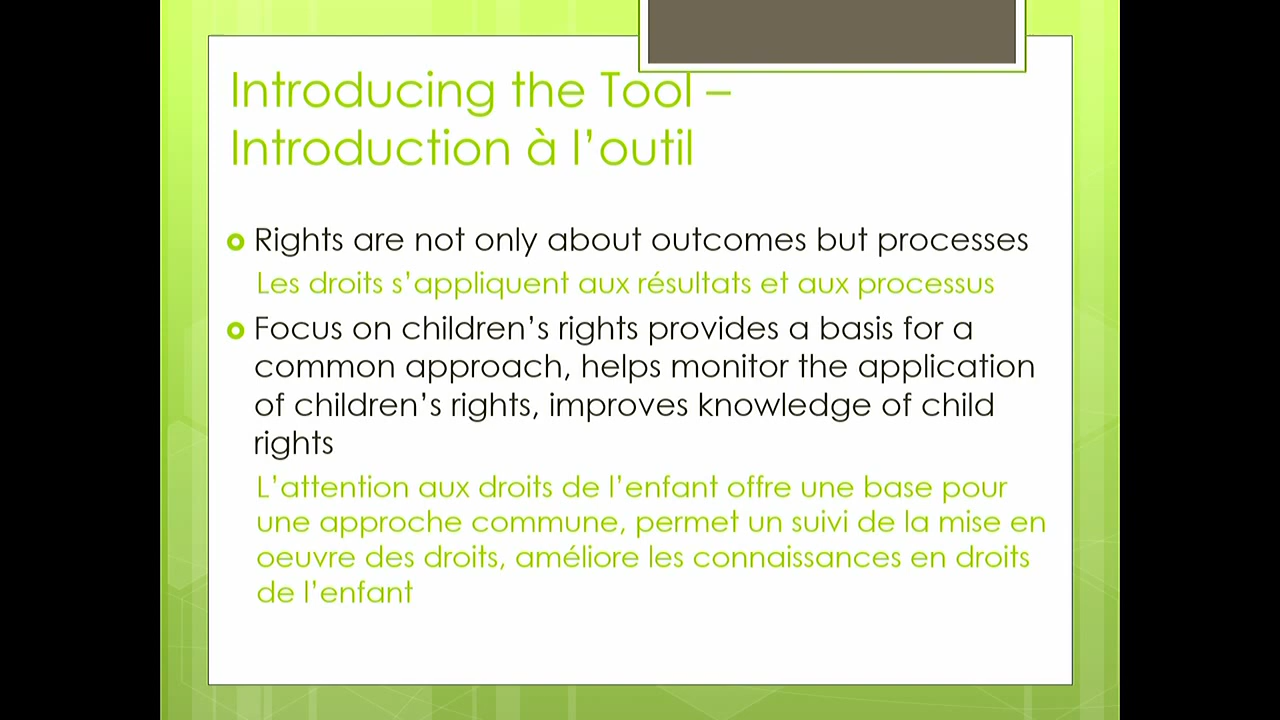 Introducing the Tool –
Introduction à l’outil
Rights are not only about outcomes but processes
Les droits s’appliquent aux résultats et aux processus
Focus on children’s rights provides a basis for a
common approach, helps monitor the application
of children’s rights, improves knowledge of child
rights
L’attention aux droits de l’enfant offre une base pour
une approche commune, permet un suivi de la mise en
oeuvre des droits, améliore les connaissances en droits
de l’enfant